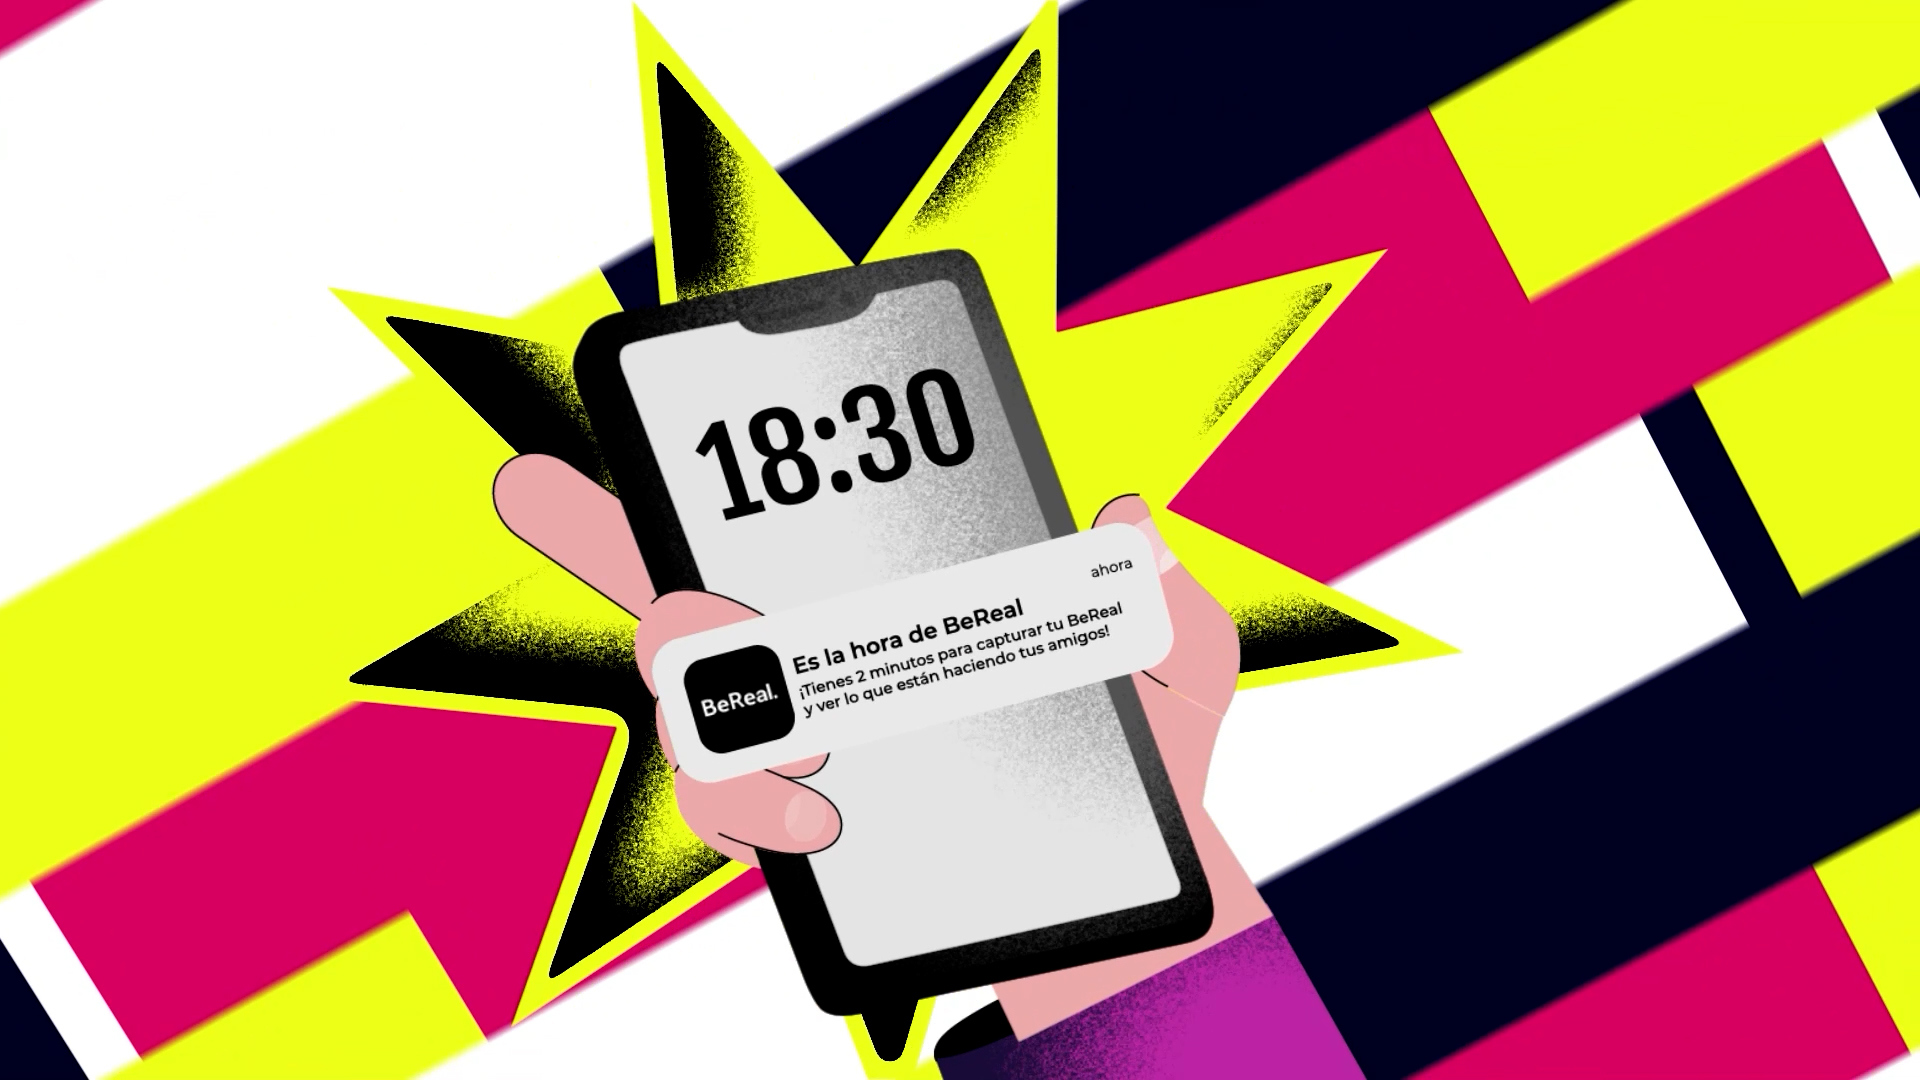 18:30
ahora
Es la hora de BeReal
¡Tienes 2 minutos para capturar tu BeReal
y ver lo que están haciendo tus amigos!
BeReal.